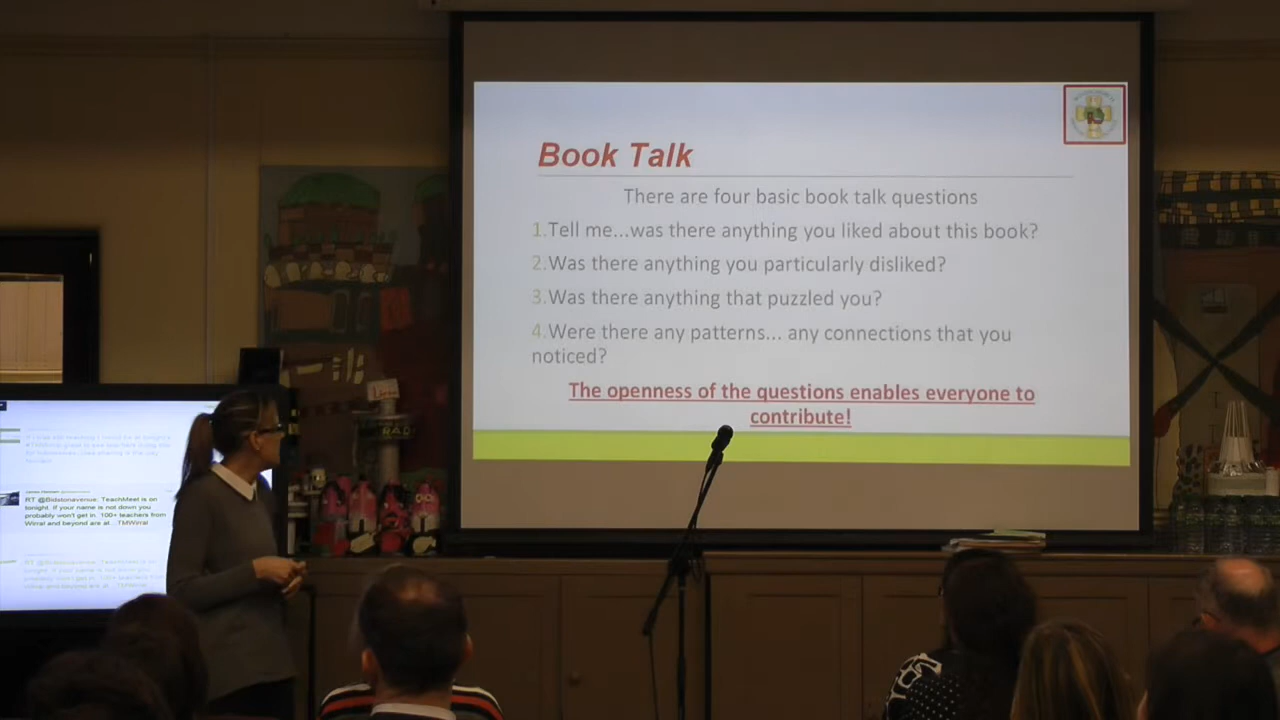 Book Talk
There are four basic book talk questions
1.Tell me...was there anything you liked about this book?
2.Was there anything you particularly disliked?
3.Was there anything that puzzled you?
4.Were there any patterns... any connections that you
noticed?
The openness of the questions enables everyone to
contribute!
RT @Bidstonavenue: TeachMeet is on
tonight. If your name is not down you
probably won't get in. 100+ teachers from
Wirral and beyond are at ...TMWirral